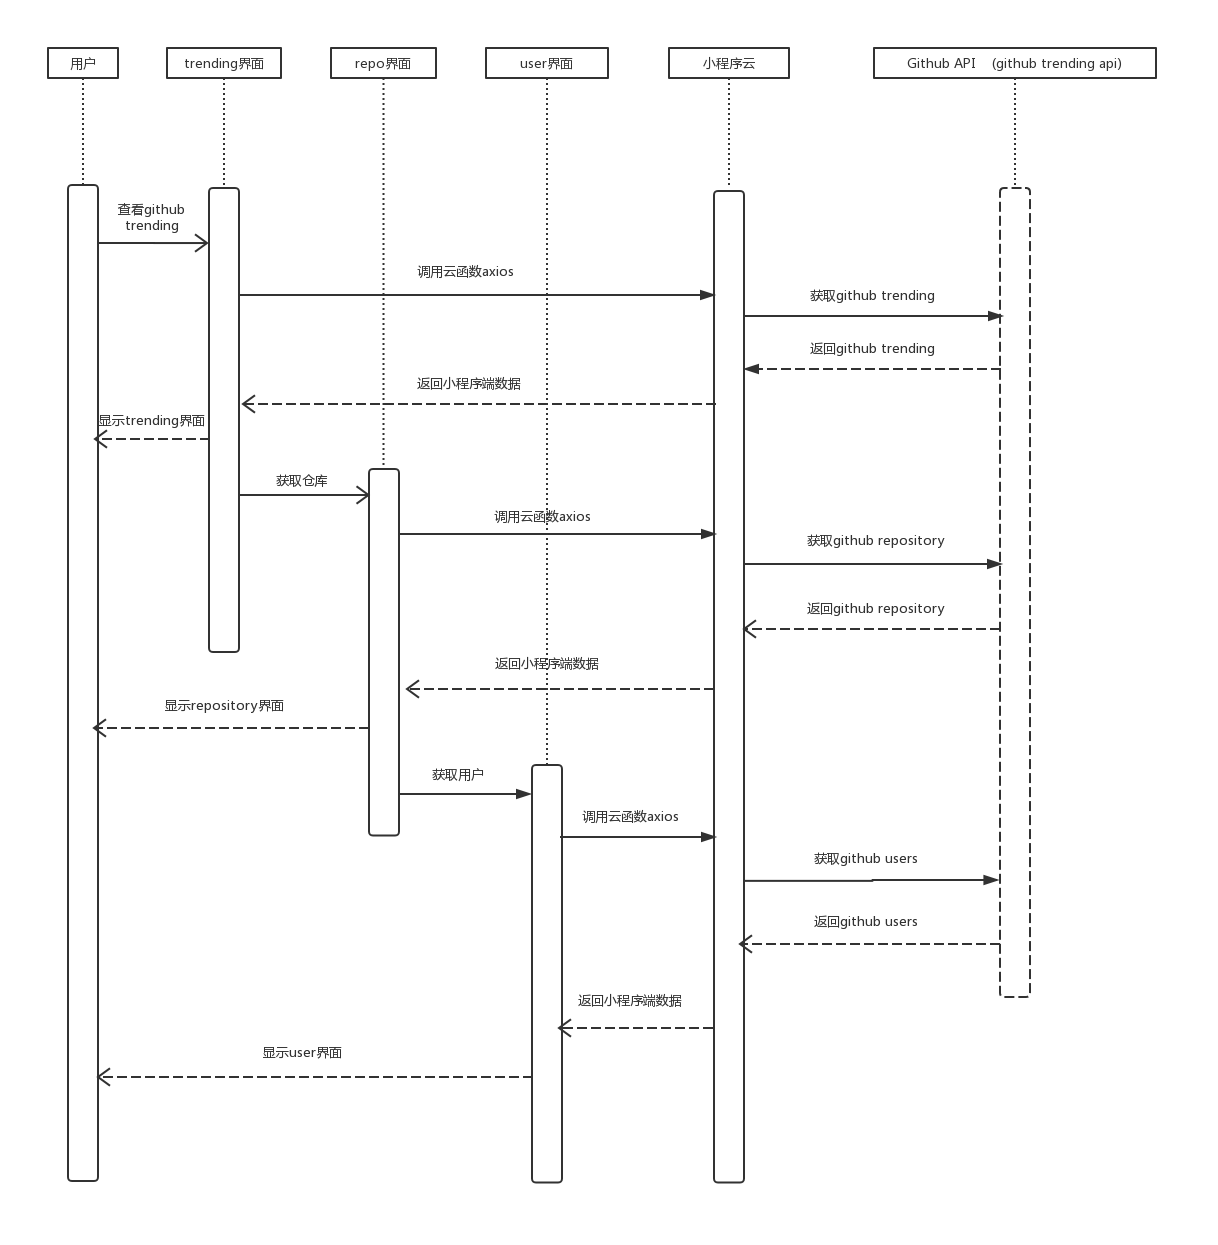 用户
trending界面
repo界面
user界面
小程序云
Github API (github trending api)
查看github
trending
调用云函数axios
获取github trending
返回github trending
返回小程序端数据
显示trending界面
获取仓库
调用云函数axios
获取github repository
返回github repository
返回小程序端数据
显示repository界面
获取用户
调用云函数axios
获取github users
返回github users
返回小程序端数据
显示user界面